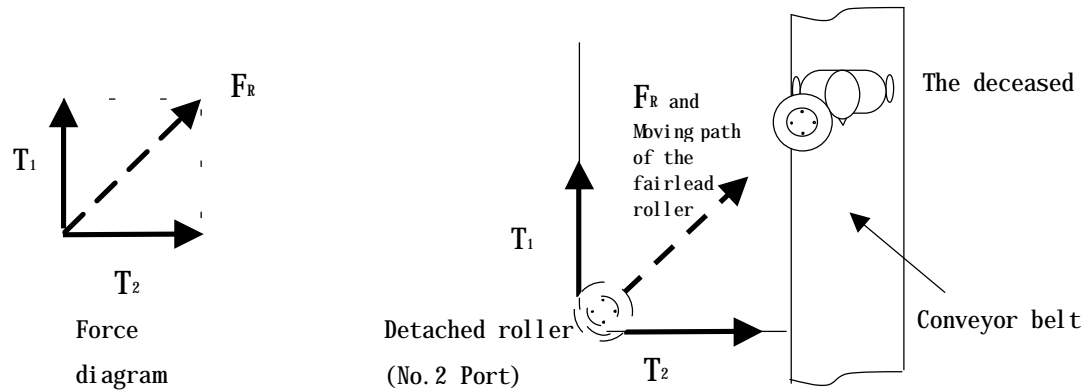 FR
T1
T2
Force
diagram
FR and
Moving path
of the
fairlead
roller
T1
T2
Detached roller
(No.2 Port)
The deceased
Conveyor belt